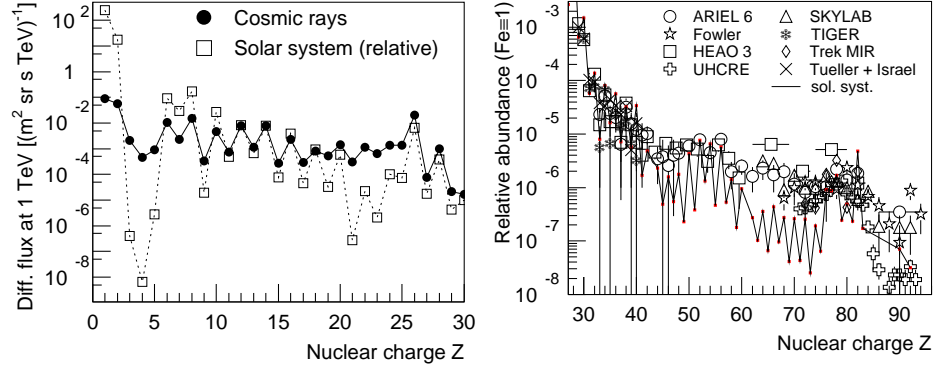 Diff. flux at 1 TeV [(m² sr s TeV)⁻¹]
10 ²
1
10 ⁻²
10 ⁻⁴
10 ⁻⁶
10 ⁻⁸
Cosmic rays
Solar system (relative)
0 5 10 15 20 25 30
Nuclear charge Z
Relative abundance (Fe≡1)
10 ⁻³
10 ⁻⁴
10 ⁻⁵
10 ⁻⁶
10 ⁻⁷
10 ⁻⁸
ARIEL 6
Fowler
HEAO 3
UHCRE
SKYLAB
TIGER
Trek MIR
Tueller + Israel
sol. syst.
30 40 50 60 70 80 90
Nuclear charge Z